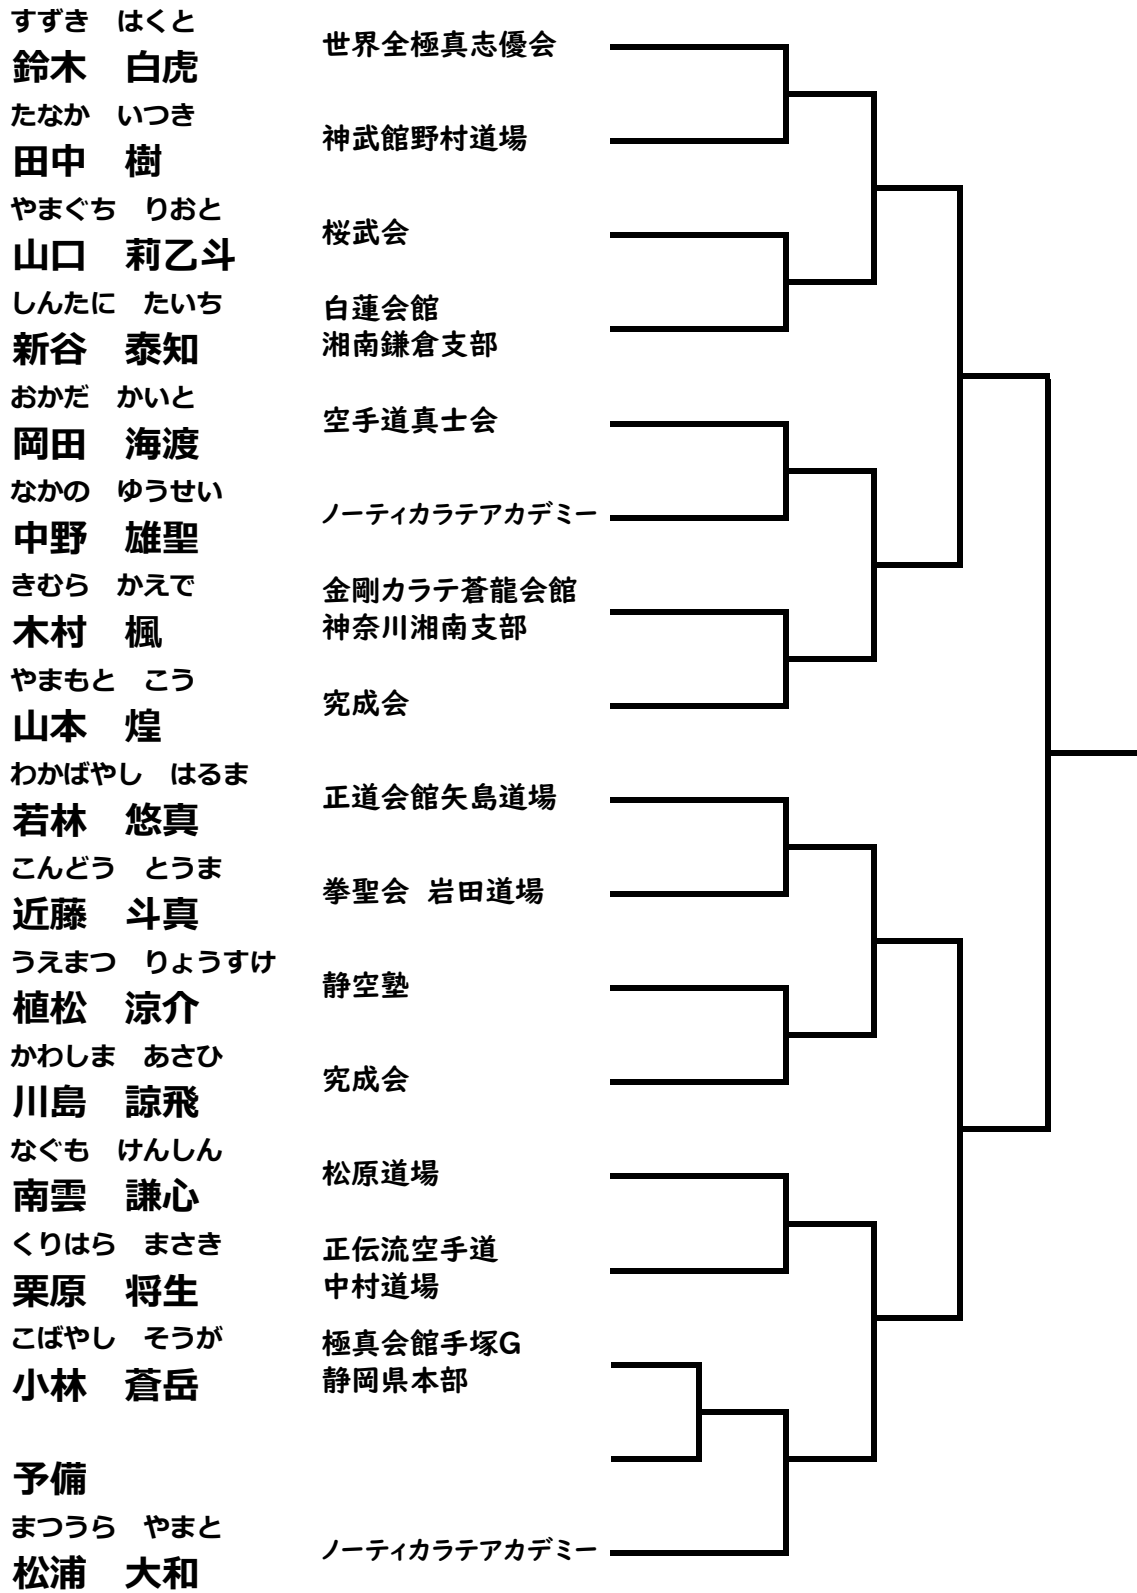 すずき　はくと
鈴木　白虎
世界全極真志優会
たなか　いつき
田中　樹
神武館野村道場
やまぐち　りおと
山口　莉乙斗
桜武会
しんたに　たいち
新谷　泰知
白蓮会館
湘南鎌倉支部
おかだ　かいと
岡田　海渡
空手道真士会
なかの　ゆうせい
中野　雄聖
ノーティカラテアカデミー
きむら　かえで
木村　楓
金剛カラテ蒼龍会館
神奈川湘南支部
やまもと　こう
山本　煌
究成会
わかばやし　はるま
若林　悠真
正道会館矢島道場
こんどう　とうま
近藤　斗真
拳聖会 岩田道場
うえまつ　りょうすけ
植松　涼介
静空塾
かわしま　あさひ
川島　諒飛
究成会
なぐも　けんしん
南雲　謙心
松原道場
くりはら　まさき
栗原　将生
正伝流空手道
中村道場
こばやし　そうが
小林　蒼岳
極真会館手塚G
静岡県本部
予備
まつうら　やまと
松浦　大和
ノーティカラテアカデミー